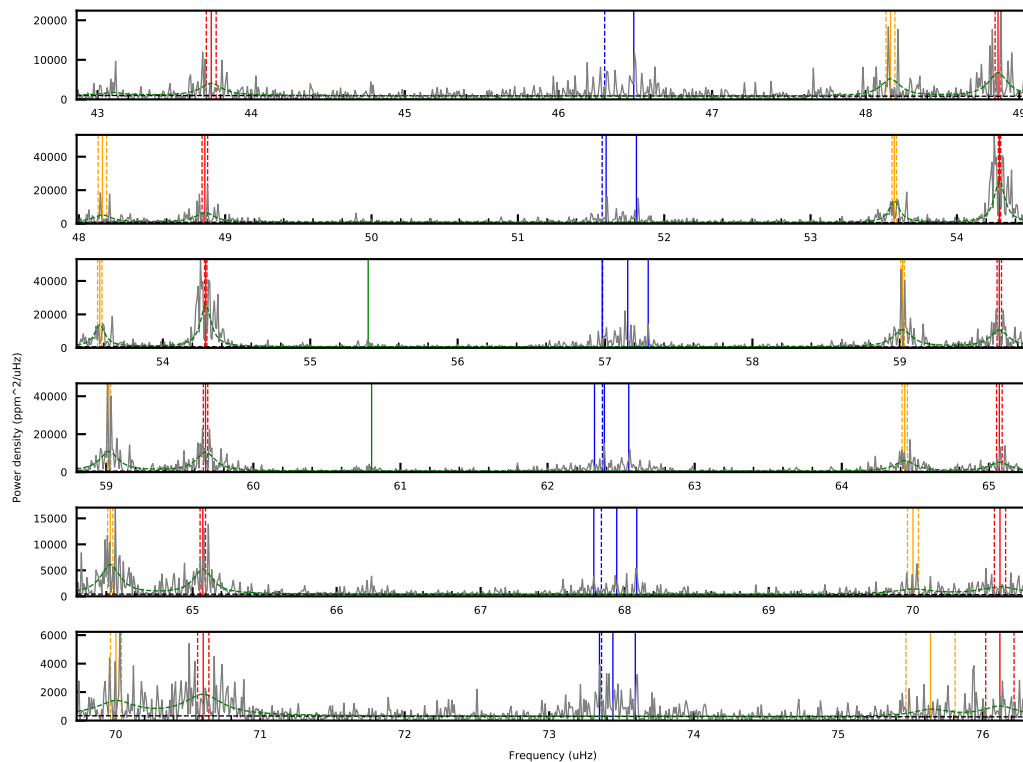 20000
10000
0
43 44 45 46 47 48 49
40000
20000
0
48 49 50 51 52 53 54
40000
20000
0
54 55 56 57 58 59
40000
20000
0
59 60 61 62 63 64 65
15000
10000
5000
0
65 66 67 68 69 70
6000
4000
2000
0
70 71 72 73 74 75 76
Power density (ppm^2/uHz)
Frequency (uHz)